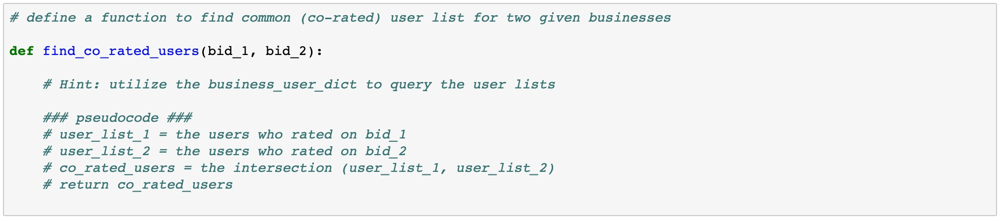 # define a function to find common (co-rated) user list for two given businesses
def find_co_rated_users(bid_1, bid_2):
# Hint: utilize the business_user_dict to query the user lists
### pseudocode ###
# user_list_1 = the users who rated on bid_1
# user_list_2 = the users who rated on bid_2
# co_rated_users = the intersection (user_list_1, user_list_2)
# return co_rated_users